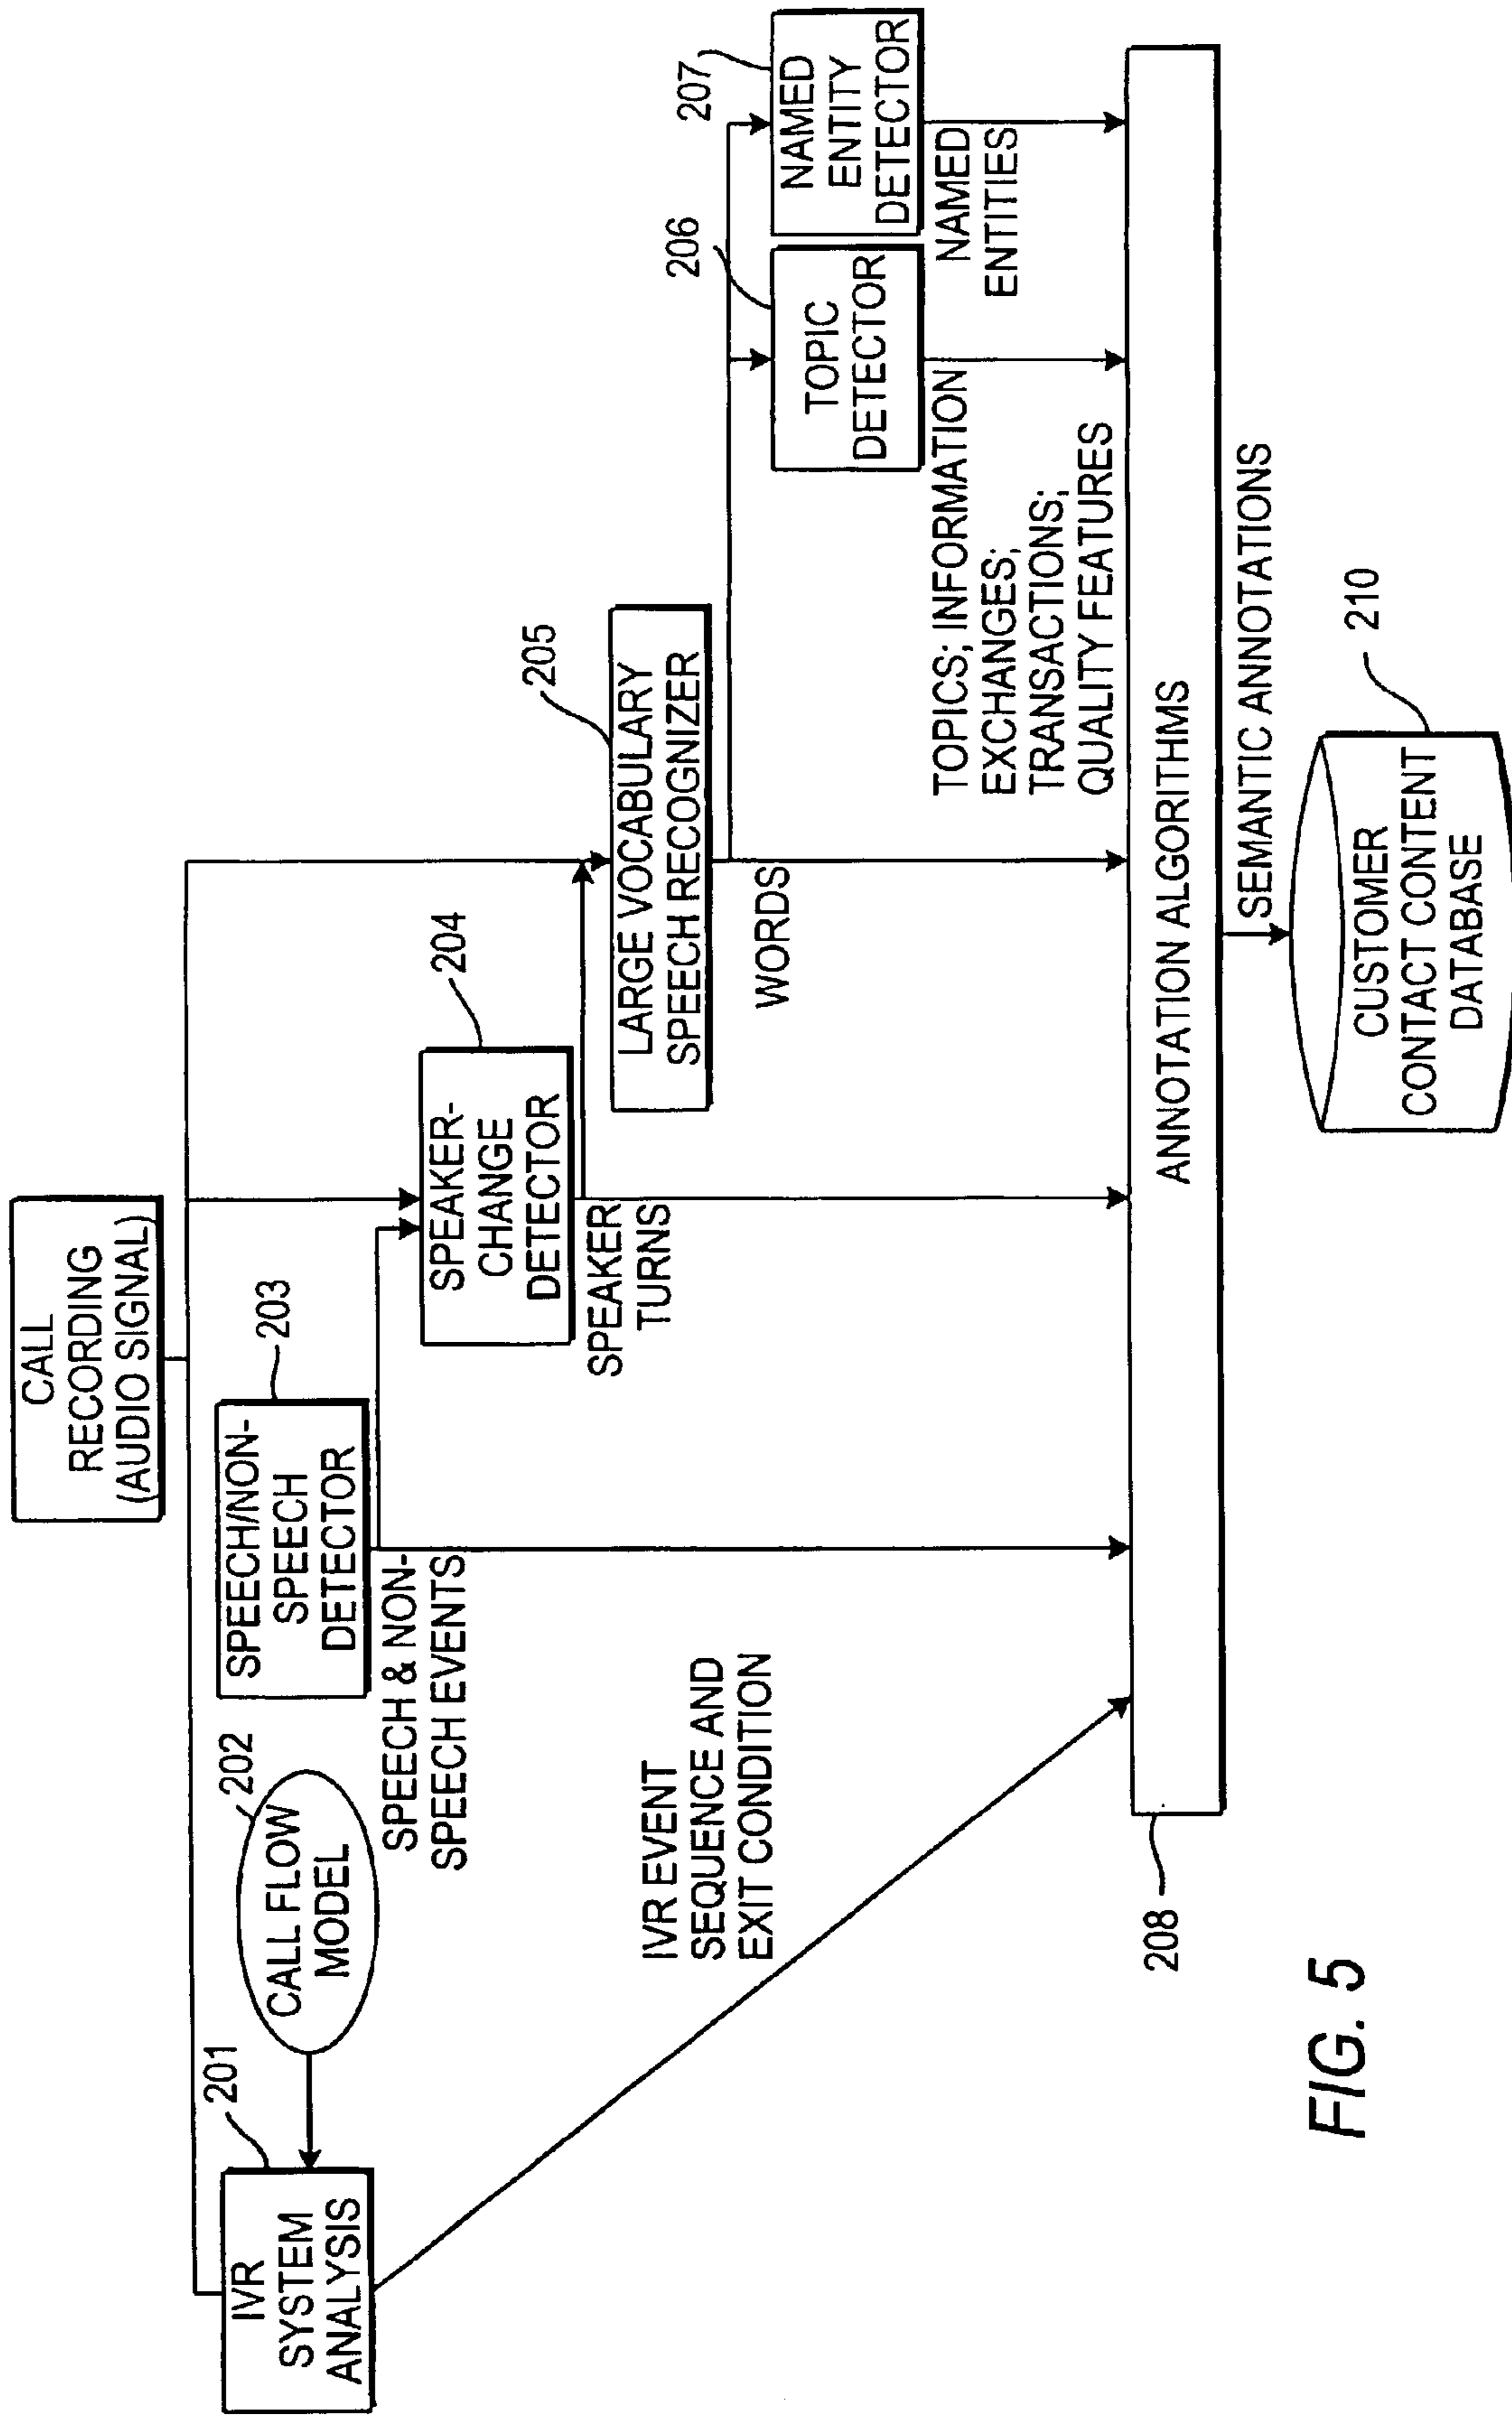 CALL
RECORDING
(AUDIO SIGNAL)
201
IVR
SYSTEM
ANALYSIS
202
CALL FLOW
MODEL
203
SPEECH/NON-
SPEECH
DETECTOR
SPEECH & NON-
SPEECH EVENTS
204
SPEAKER-
CHANGE
DETECTOR
SPEAKER
TURNS
205
LARGE VOCABULARY
SPEECH RECOGNIZER
WORDS
206
TOPIC
DETECTOR
207
NAMED
ENTITY
DETECTOR
TOPICS; INFORMATION
EXCHANGES;
TRANSACTIONS;
QUALITY FEATURES
NAMED
ENTITIES
IVR EVENT
SEQUENCE AND
EXIT CONDITION
208
ANNOTATION ALGORITHMS
SEMANTIC ANNOTATIONS
210
CUSTOMER
CONTACT CONTENT
DATABASE
FIG. 5